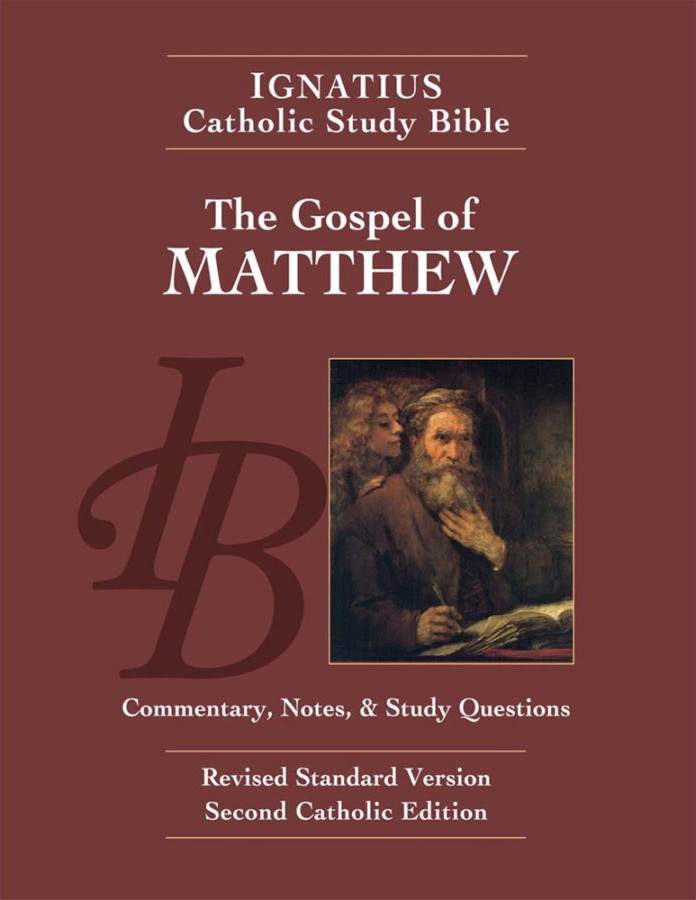 IGNATIUS
Catholic Study Bible
The Gospel of
MATTHEW
IB
Commentary, Notes, & Study Questions
Revised Standard Version
Second Catholic Edition